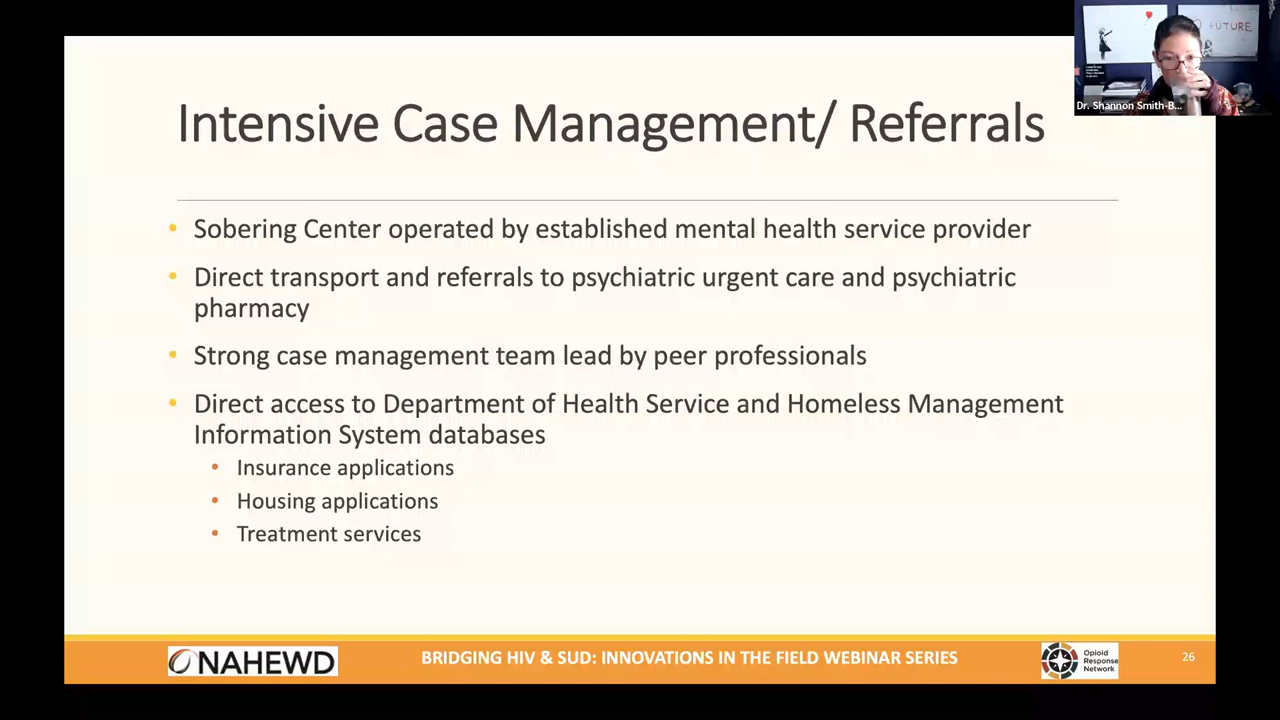 Intensive Case Management/ Referrals
• Sobering Center operated by established mental health service provider
• Direct transport and referrals to psychiatric urgent care and psychiatric
pharmacy
• Strong case management team lead by peer professionals
• Direct access to Department of Health Service and Homeless Management
Information System databases
• Insurance applications
• Housing applications
• Treatment services
NAHEWD
BRIDGING HIV & SUD: INNOVATIONS IN THE FIELD WEBINAR SERIES
Opioid
Response
Network
26
FUTURE
Dr. Shannon Smith-B...